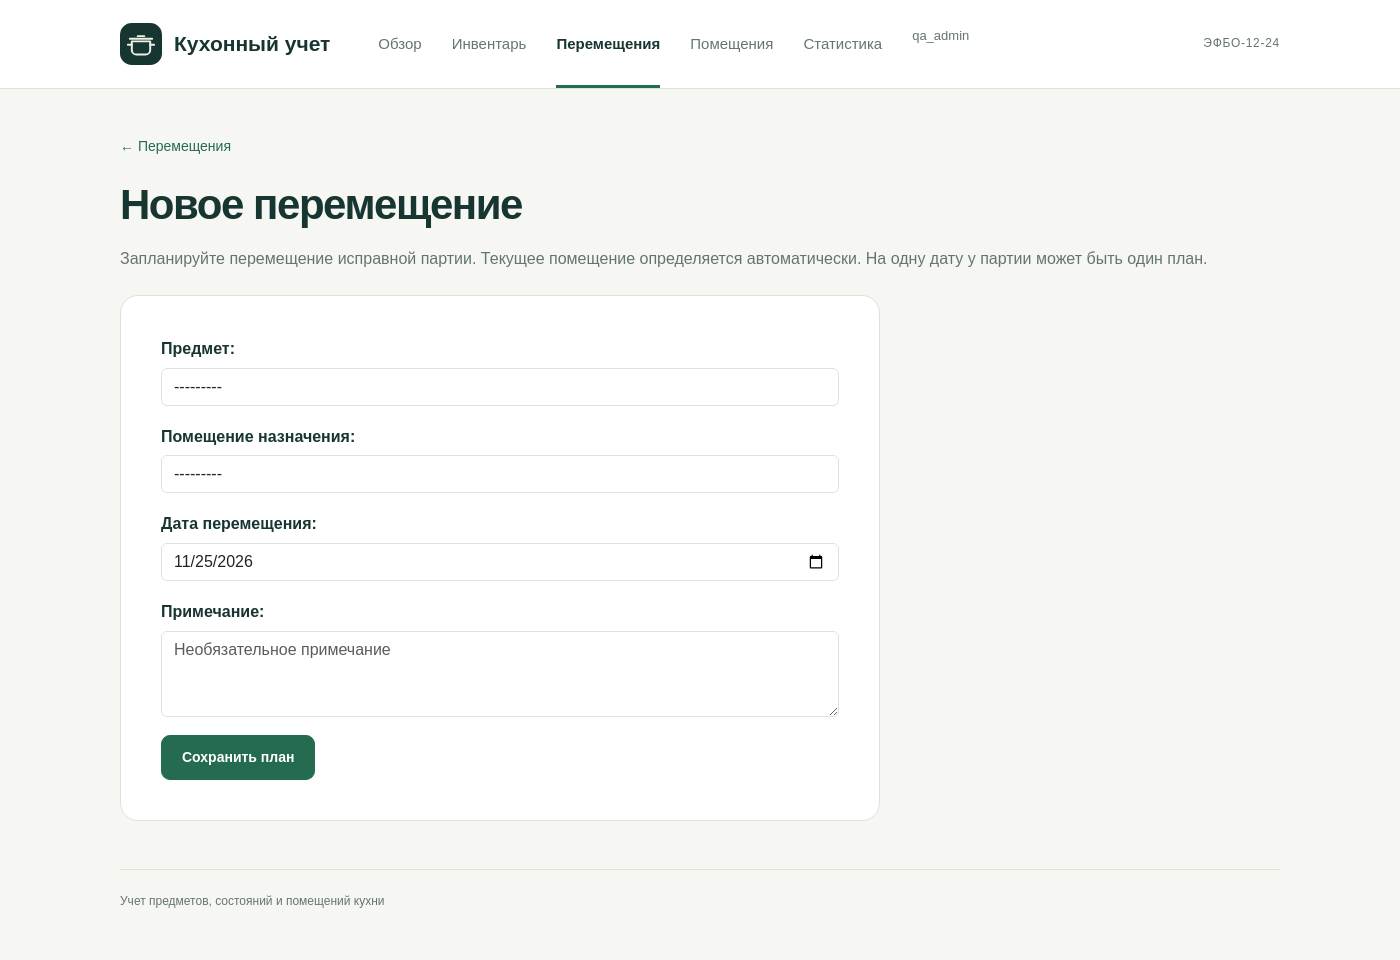 Кухонный учет
Обзор
Инвентарь
Перемещения
Помещения
Статистика
qa_admin
ЭФБО-12-24
← Перемещения
Новое перемещение
Запланируйте перемещение исправной партии. Текущее помещение определяется автоматически. На одну дату у партии может быть один план.
Предмет:
---------
Помещение назначения:
---------
Дата перемещения:
11/25/2026
Примечание:
Необязательное примечание
Сохранить план
Учет предметов, состояний и помещений кухни